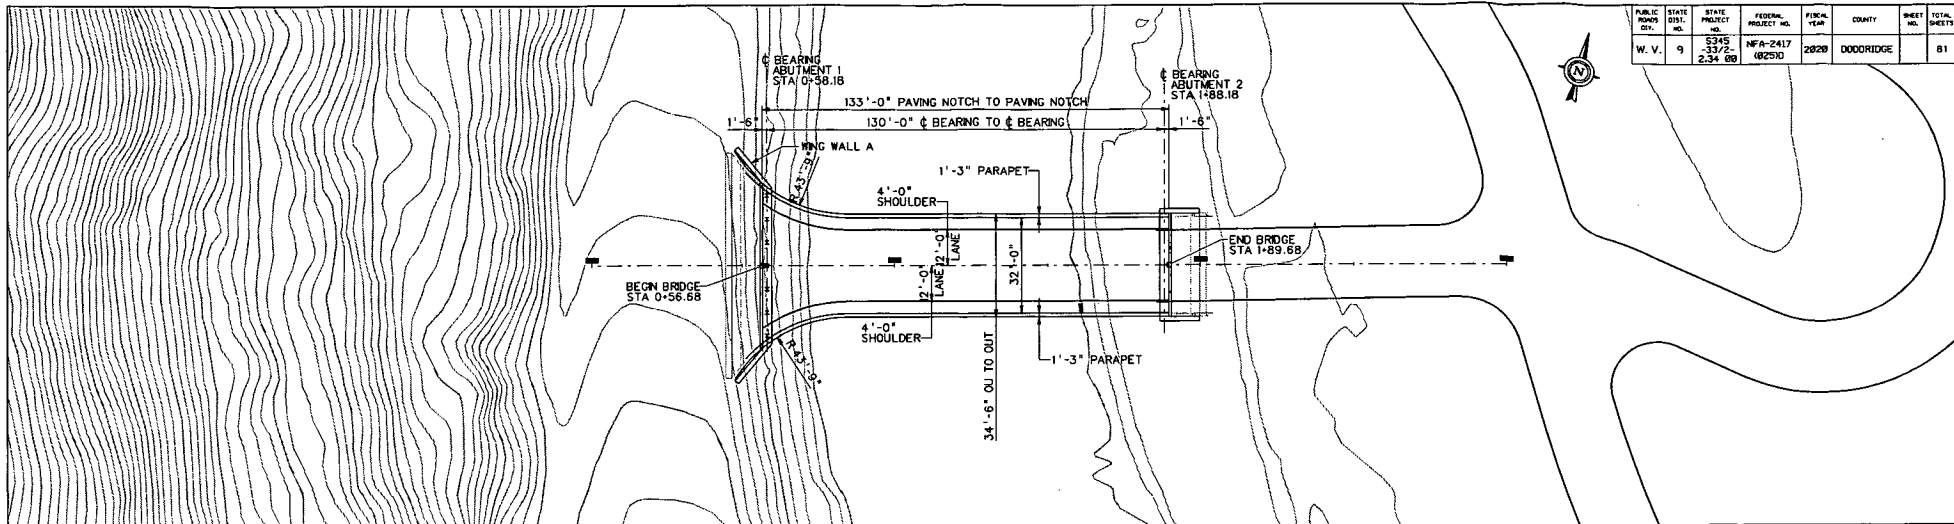 PUBLIC ROADS DIV.
STATE DIST. NO.
STATE PROJECT NO.
FEDERAL PROJECT NO.
FISCAL YEAR
COUNTY
SHEET NO.
TOTAL SHEETS
W. V.
9
S345
-33/2-
2.34 00
NFA-2417
(025)D
2020
DODDRIDGE
81
N
℄ BEARING
ABUTMENT 1
STA 0+58.18
℄ BEARING
ABUTMENT 2
STA 1+88.18
133'-0" PAVING NOTCH TO PAVING NOTCH
1'-6"
130'-0" ℄ BEARING TO ℄ BEARING
1'-6"
WING WALL A
R 43'-9"
1'-3" PARAPET
4'-0"
SHOULDER
12'-0"
LANE
END BRIDGE
STA 1+89.68
32'-0"
BEGIN BRIDGE
STA 0+56.68
12'-0"
LANE
4'-0"
SHOULDER
R 43'-9"
34'-6" OU TO OUT
1'-3" PARAPET